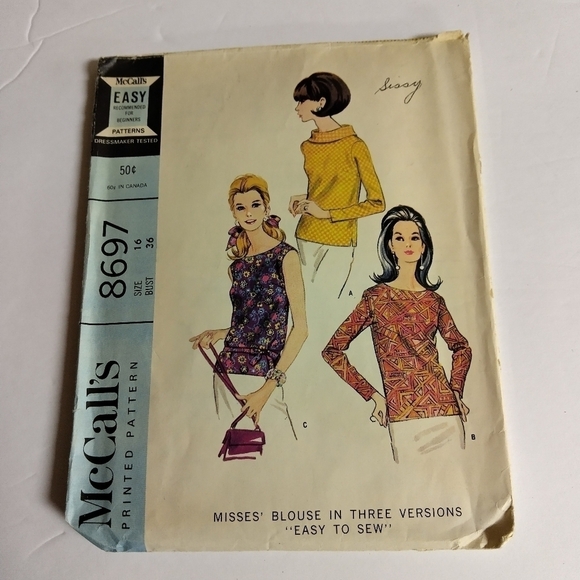 McCall's
EASY
RECOMMENDED
FOR
BEGINNERS
PATTERNS
DRESSMAKER TESTED
50¢
60¢ IN CANADA
8697
SIZE 16
BUST 36
McCall's
PRINTED PATTERN
Sissy
A
C
B
MISSES' BLOUSE IN THREE VERSIONS
"EASY TO SEW"